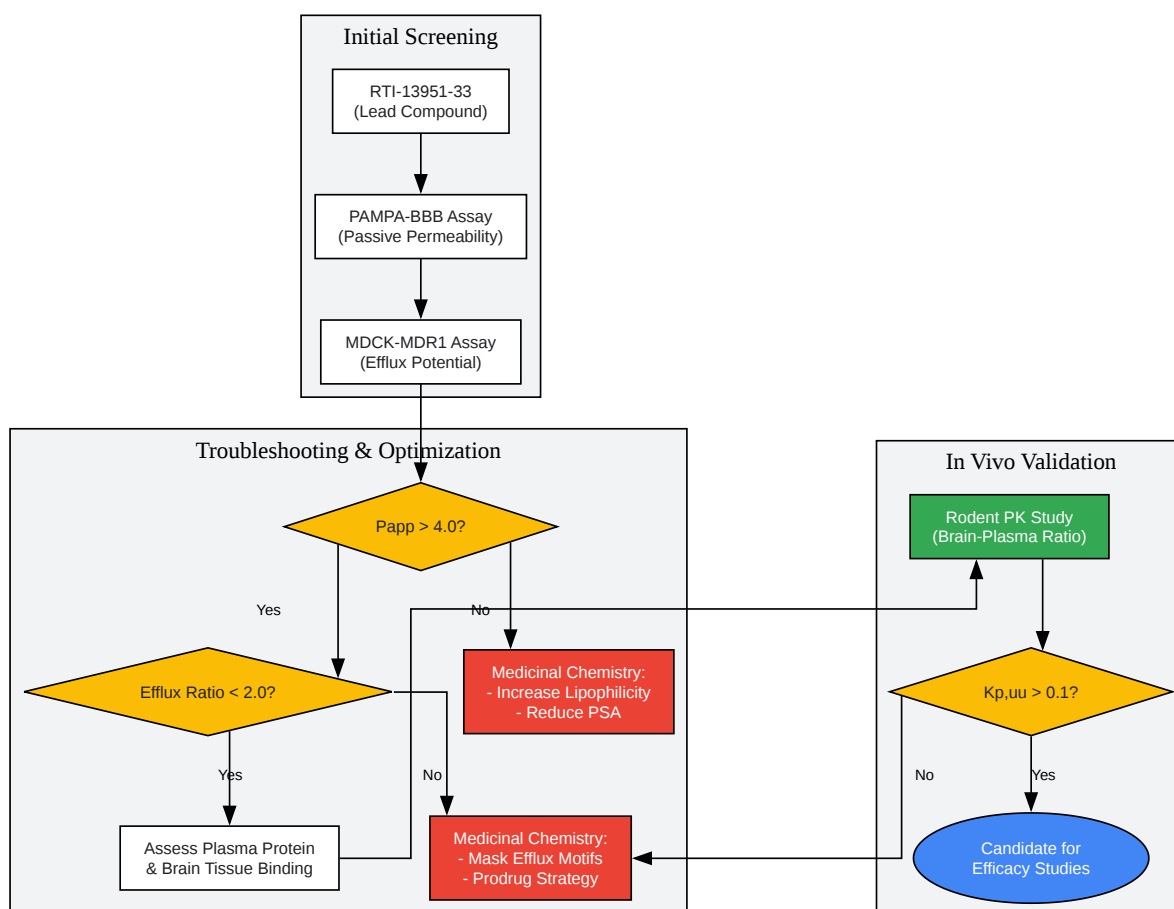 Initial Screening
RTI-13951-33
(Lead Compound)
PAMPA-BBB Assay
(Passive Permeability)
MDCK-MDR1 Assay
(Efflux Potential)
Troubleshooting & Optimization
Papp > 4.0?
Yes
No
Efflux Ratio < 2.0?
Medicinal Chemistry:
- Increase Lipophilicity
- Reduce PSA
Yes
No
Assess Plasma Protein
& Brain Tissue Binding
Medicinal Chemistry:
- Mask Efflux Motifs
- Prodrug Strategy
In Vivo Validation
Rodent PK Study
(Brain-Plasma Ratio)
Kp,uu > 0.1?
No
Yes
Candidate for
Efficacy Studies